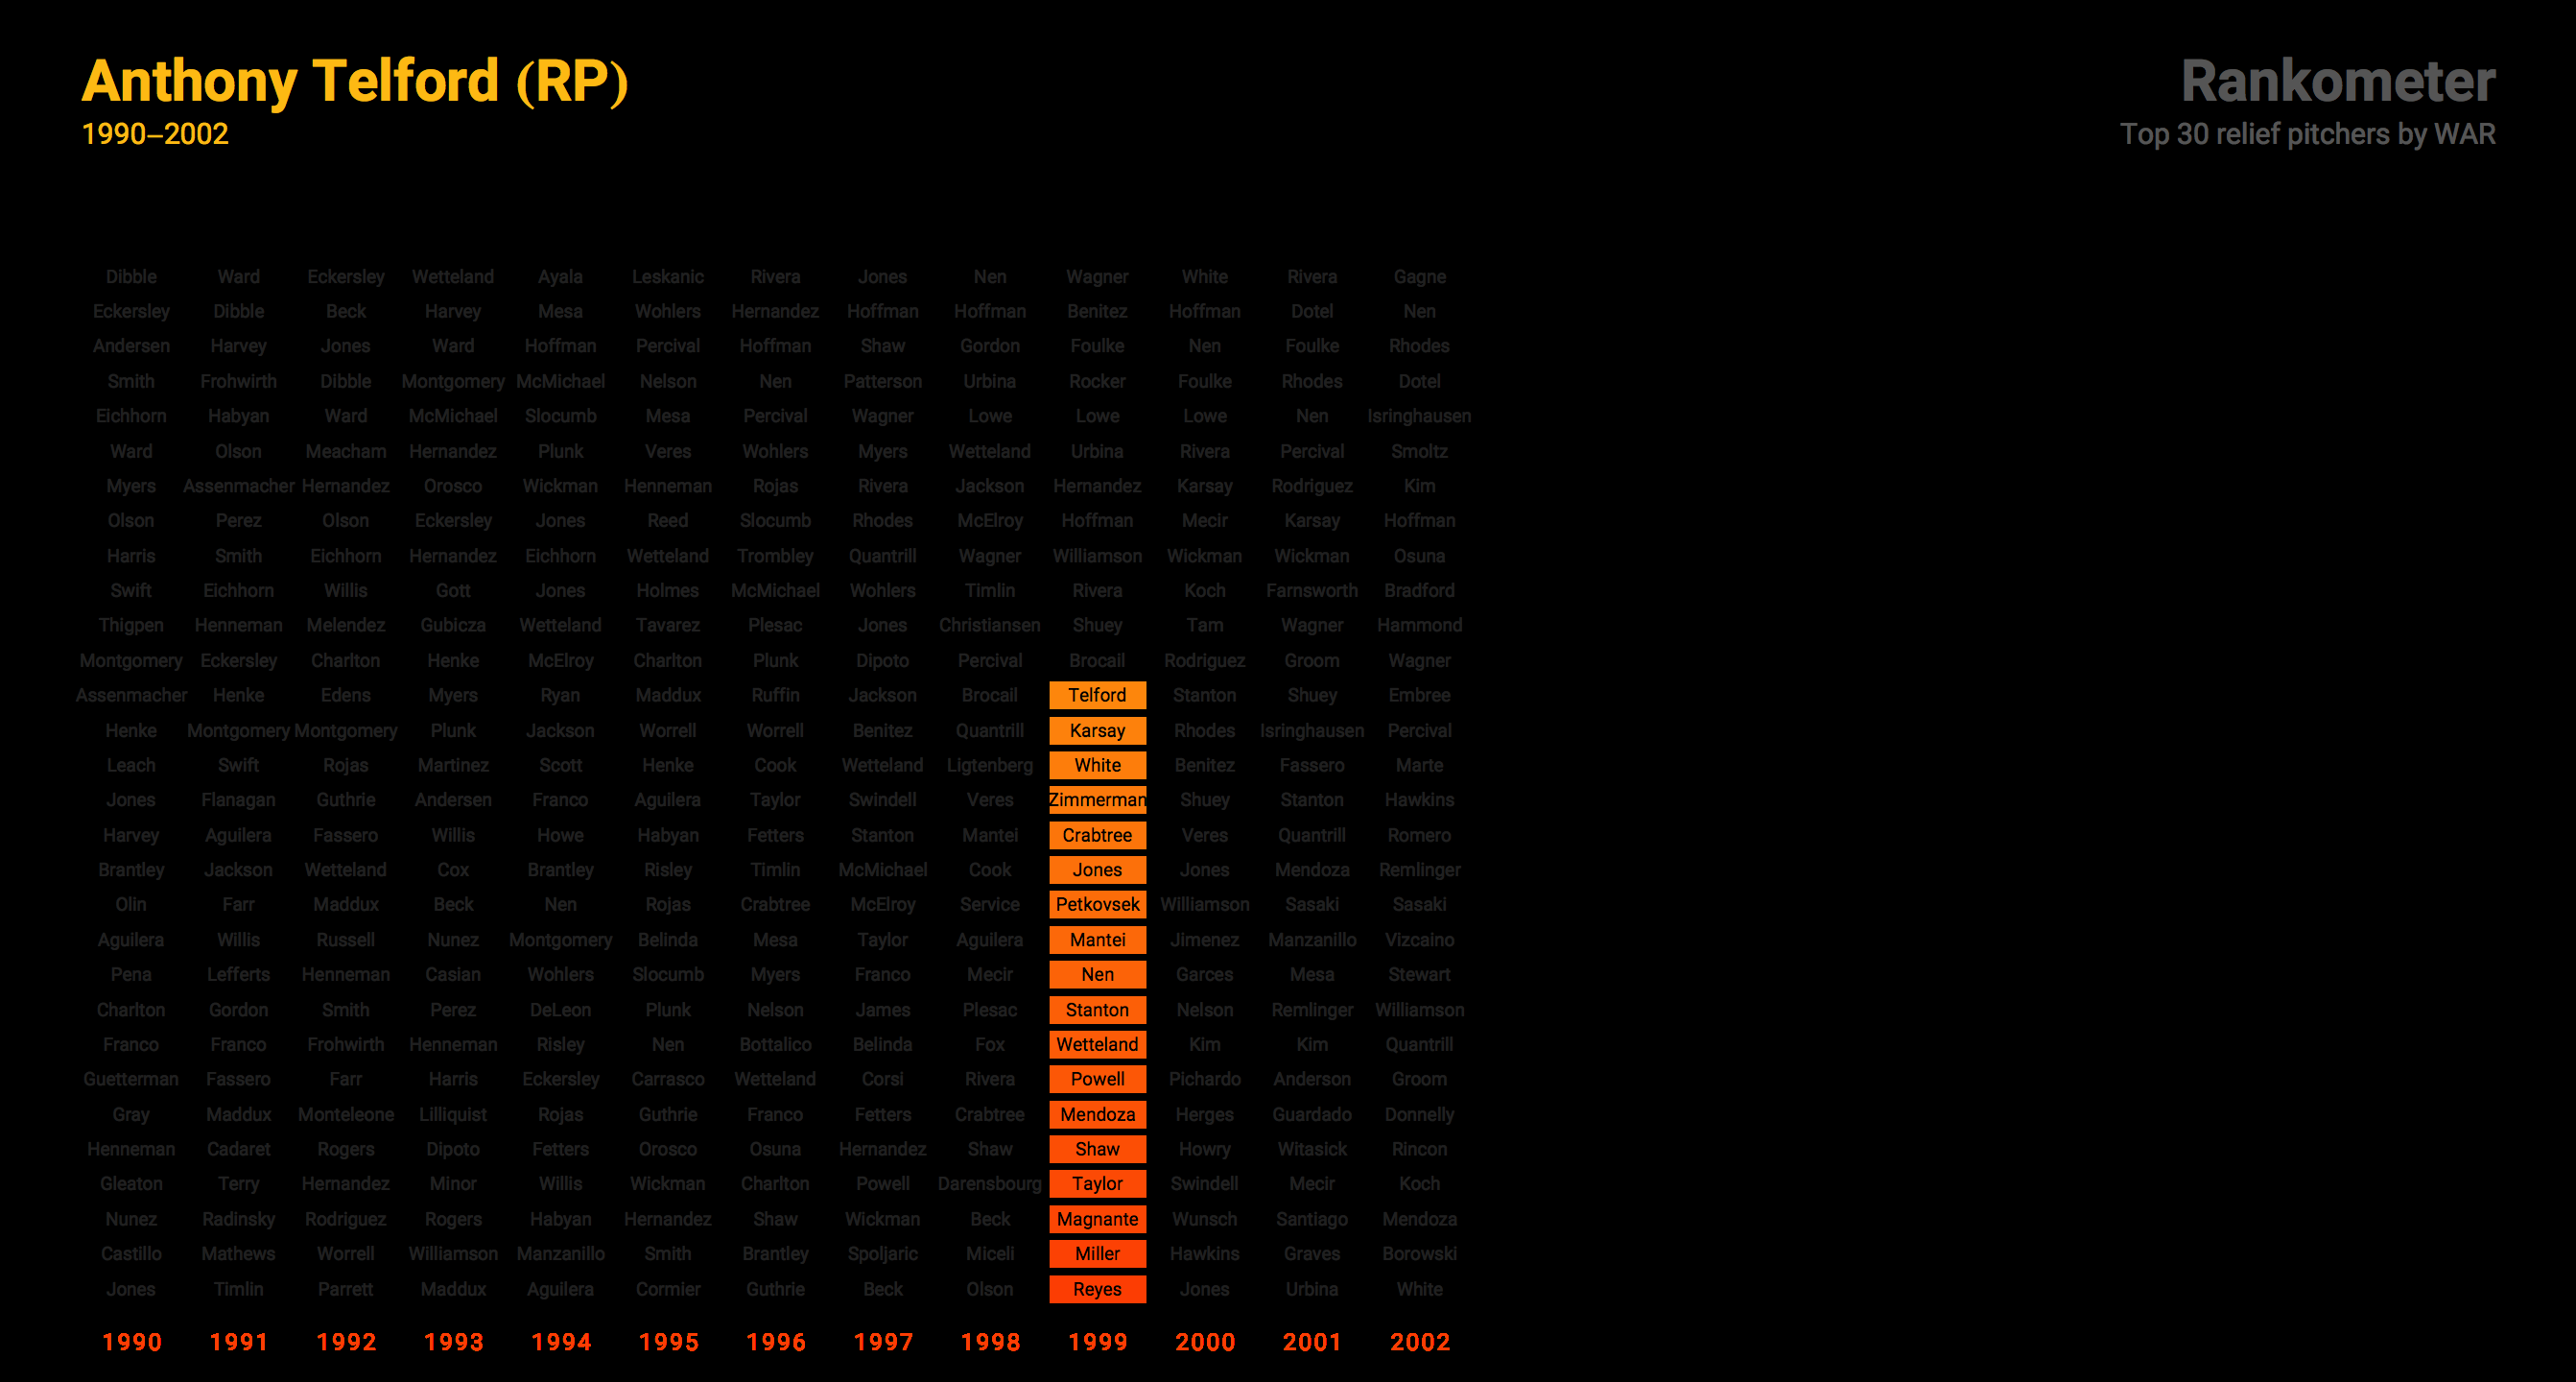 Anthony Telford (RP)
1990–2002
Rankometer
Top 30 relief pitchers by WAR
Dibble Ward Eckersley Wetteland Ayala Leskanic Rivera Jones Nen Wagner White Rivera Gagne
Eckersley Dibble Beck Harvey Mesa Wohlers Hernandez Hoffman Hoffman Benitez Hoffman Dotel Nen
Andersen Harvey Jones Ward Hoffman Percival Hoffman Shaw Gordon Foulke Nen Foulke Rhodes
Smith Frohwirth Dibble Montgomery McMichael Nelson Nen Patterson Urbina Rocker Foulke Rhodes Dotel
Eichhorn Habyan Ward McMichael Slocumb Mesa Percival Wagner Lowe Lowe Lowe Nen Isringhausen
Ward Olson Meacham Hernandez Plunk Veres Wohlers Myers Wetteland Urbina Rivera Percival Smoltz
Myers Assenmacher Hernandez Orosco Wickman Henneman Rojas Rivera Jackson Hernandez Karsay Rodriguez Kim
Olson Perez Olson Eckersley Jones Reed Slocumb Rhodes McElroy Hoffman Mecir Karsay Hoffman
Harris Smith Eichhorn Hernandez Eichhorn Wetteland Trombley Quantrill Wagner Williamson Wickman Wickman Osuna
Swift Eichhorn Willis Gott Jones Holmes McMichael Wohlers Timlin Rivera Koch Farnsworth Bradford
Thigpen Henneman Melendez Gubicza Wetteland Tavarez Plesac Jones Christiansen Shuey Tam Wagner Hammond
Montgomery Eckersley Charlton Henke McElroy Charlton Plunk Dipoto Percival Brocail Rodriguez Groom Wagner
Assenmacher Henke Edens Myers Ryan Maddux Ruffin Jackson Brocail Telford Stanton Shuey Embree
Henke Montgomery Montgomery Plunk Jackson Worrell Worrell Benitez Quantrill Karsay Rhodes Isringhausen Percival
Leach Swift Rojas Martinez Scott Henke Cook Wetteland Ligtenberg White Benitez Fassero Marte
Jones Flanagan Guthrie Andersen Franco Aguilera Taylor Swindell Veres Zimmerman Shuey Stanton Hawkins
Harvey Aguilera Fassero Willis Howe Habyan Fetters Stanton Mantei Crabtree Veres Quantrill Romero
Brantley Jackson Wetteland Cox Brantley Risley Timlin McMichael Cook Jones Jones Mendoza Remlinger
Olin Farr Maddux Beck Nen Rojas Crabtree McElroy Service Petkovsek Williamson Sasaki Sasaki
Aguilera Willis Russell Nunez Montgomery Belinda Mesa Taylor Aguilera Mantei Jimenez Manzanillo Vizcaino
Pena Lefferts Henneman Casian Wohlers Slocumb Myers Franco Mecir Nen Garces Mesa Stewart
Charlton Gordon Smith Perez DeLeon Plunk Nelson James Plesac Stanton Nelson Remlinger Williamson
Franco Franco Frohwirth Henneman Risley Nen Bottalico Belinda Fox Wetteland Kim Kim Quantrill
Guetterman Fassero Farr Harris Eckersley Carrasco Wetteland Corsi Rivera Powell Pichardo Anderson Groom
Gray Maddux Monteleone Lilliquist Rojas Guthrie Franco Fetters Crabtree Mendoza Herges Guardado Donnelly
Henneman Cadaret Rogers Dipoto Fetters Orosco Osuna Hernandez Shaw Shaw Howry Witasick Rincon
Gleaton Terry Hernandez Minor Willis Wickman Charlton Powell Darensbourg Taylor Swindell Mecir Koch
Nunez Radinsky Rodriguez Rogers Habyan Hernandez Shaw Wickman Beck Magnante Wunsch Santiago Mendoza
Castillo Mathews Worrell Williamson Manzanillo Smith Brantley Spoljaric Miceli Miller Hawkins Graves Borowski
Jones Timlin Parrett Maddux Aguilera Cormier Guthrie Beck Olson Reyes Jones Urbina White
1990 1991 1992 1993 1994 1995 1996 1997 1998 1999 2000 2001 2002